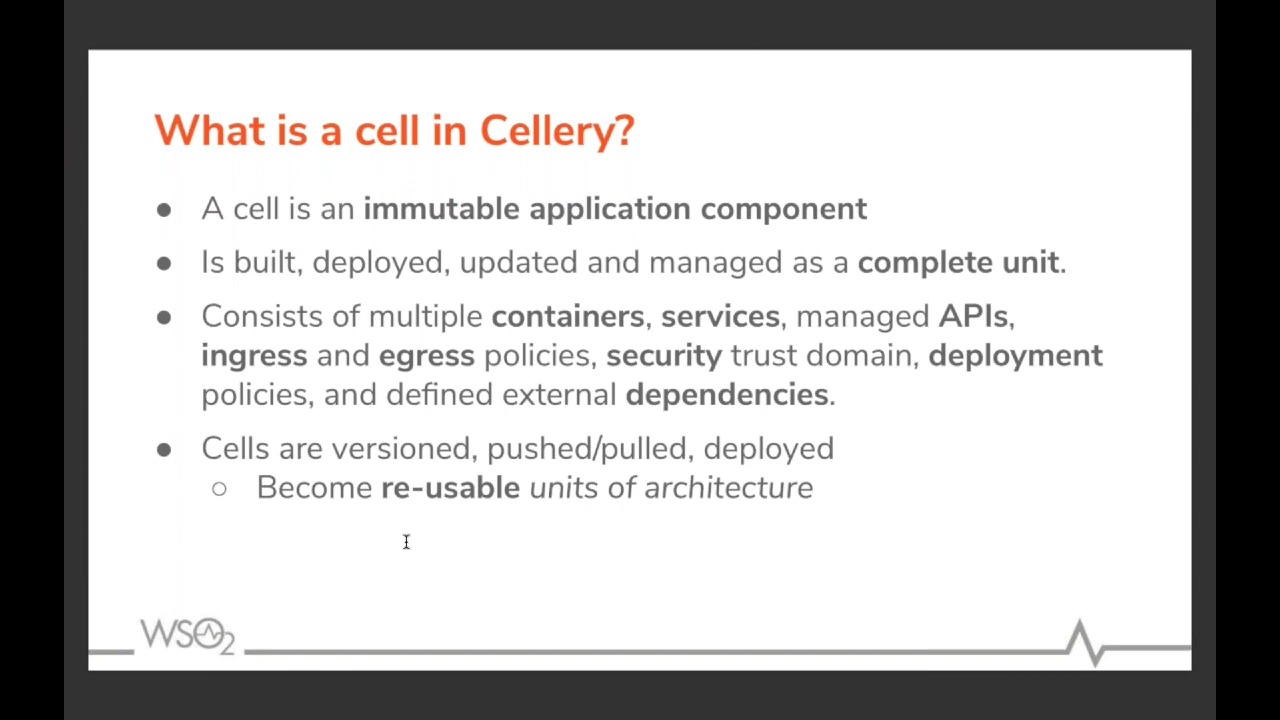 What is a cell in Cellery?
● A cell is an immutable application component
● Is built, deployed, updated and managed as a complete unit.
● Consists of multiple containers, services, managed APIs,
ingress and egress policies, security trust domain, deployment
policies, and defined external dependencies.
● Cells are versioned, pushed/pulled, deployed
○ Become re-usable units of architecture
WSO2